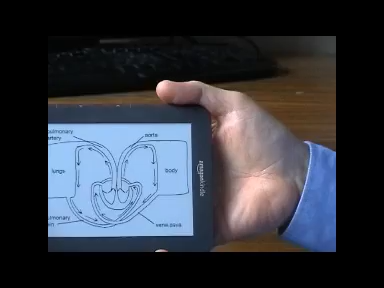 pulmonary
artery
aorta
lungs
body
pulmonary
vein
vena cava
amazonkindle